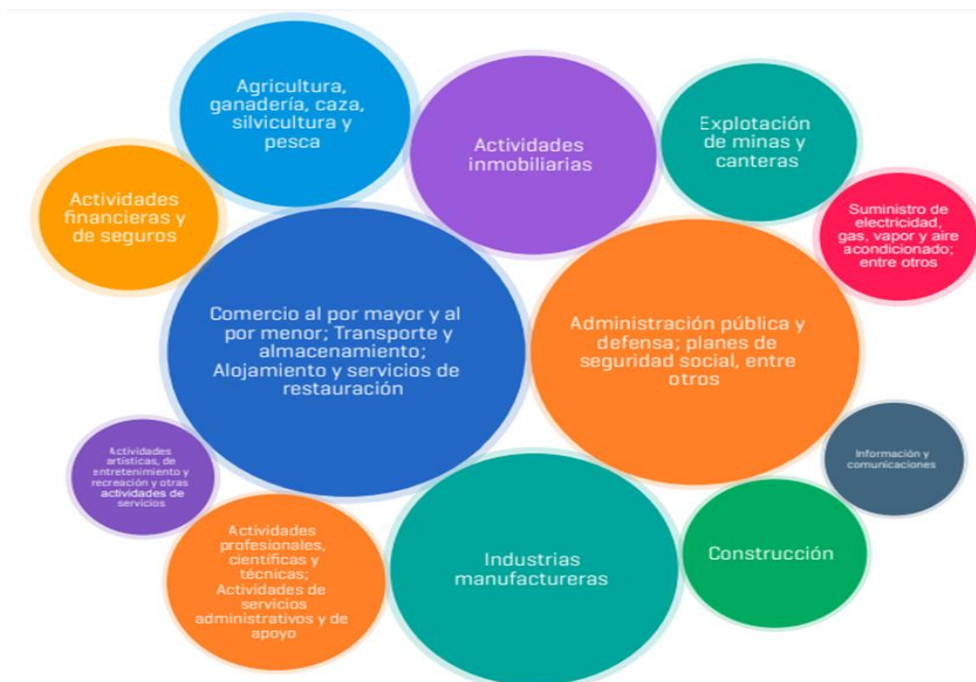 Agricultura,
ganadería, caza,
silvicultura y
pesca
Actividades
inmobiliarias
Explotación
de minas y
canteras
Actividades
financieras y
de seguros
Suministro de
electricidad,
gas, vapor y aire
acondicionado;
entre otros
Comercio al por mayor y al
por menor; Transporte y
almacenamiento;
Alojamiento y servicios de
restauración
Administración pública y
defensa; planes de
seguridad social, entre
otros
Actividades
artísticas, de
entretenimiento y
recreación y otras
actividades de
servicios
Información y
comunicaciones
Actividades
profesionales,
científicas y
técnicas;
Actividades de
servicios
administrativos y de
apoyo
Industrias
manufactureras
Construcción